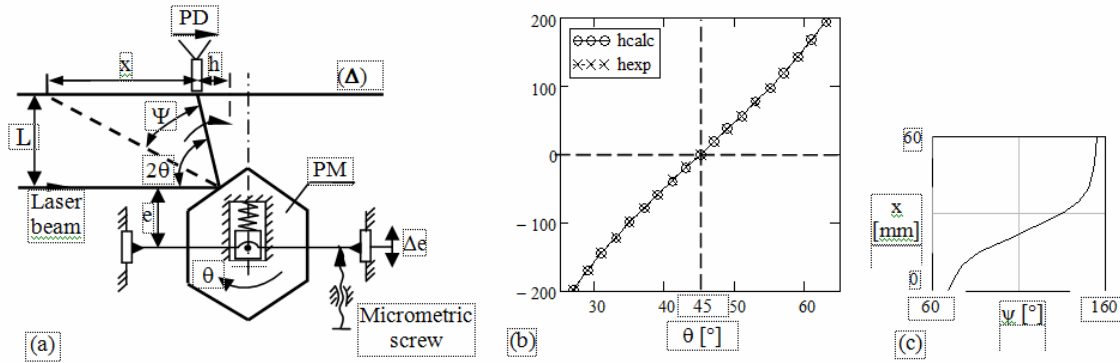 PD
x
h
(Δ)
L
Ψ
2θ
PM
Laser
beam
e
Δe
θ
Micrometric
screw
(a)
200
100
0
−100
−200
hcalc
hexp
30
40
45
50
60
θ [°]
(b)
60
x
[mm]
0
60
ψ [°]
160
(c)